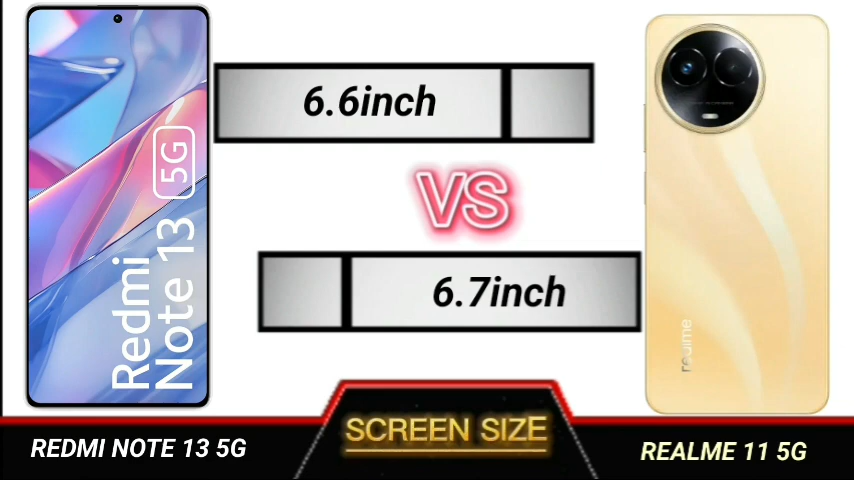 Redmi
Note 13 5G
6.6inch
VS
6.7inch
realme
SCREEN SIZE
REDMI NOTE 13 5G
REALME 11 5G